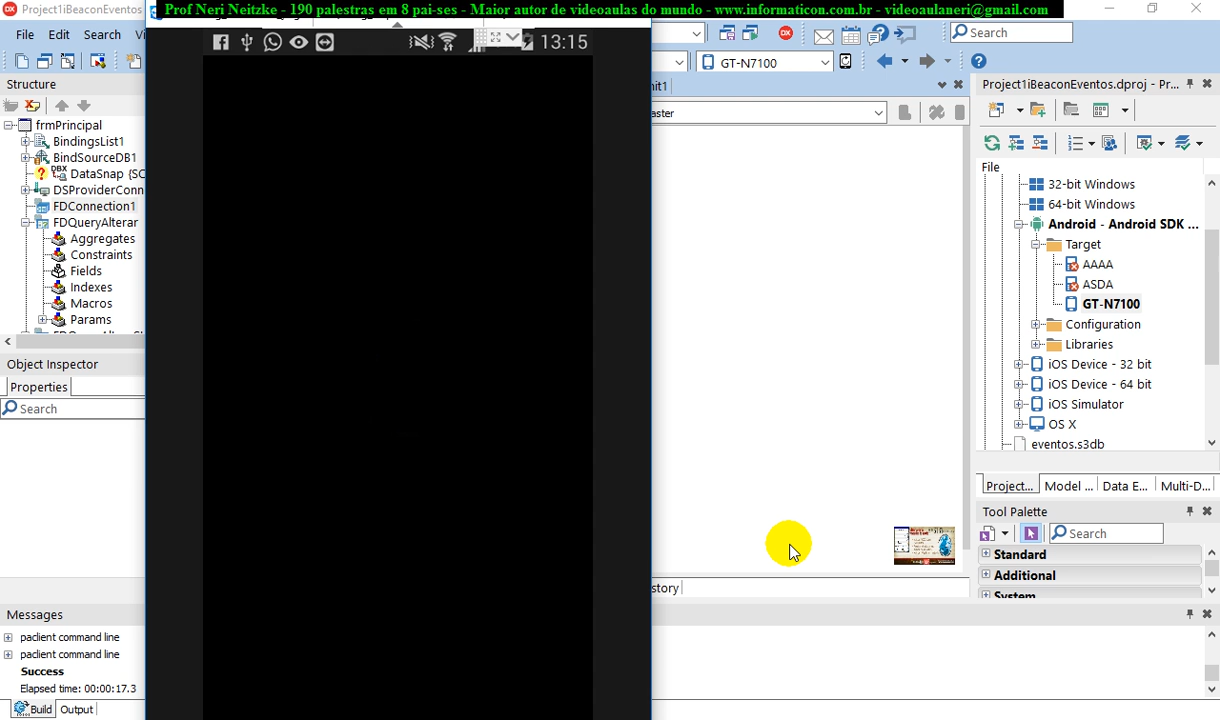 Prof Neri Neitzke - 190 palestras em 8 pai-ses - Maior autor de videoaulas do mundo - www.informaticon.com.br - videoaulaneri@gmail.com
Project1iBeaconEventos
File Edit Search
Search
13:15
GT-N7100
Structure
nit1
Project1iBeaconEventos.dproj - Pr...
frmPrincipal
BindingsList1
BindSourceDB1
DataSnap {SC
DSProviderConn
FDConnection1
FDQueryAlterar
Aggregates
Constraints
Fields
Indexes
Macros
Params
aster
File
32-bit Windows
64-bit Windows
Android - Android SDK ...
Target
AAAA
ASDA
GT-N7100
Configuration
Libraries
iOS Device - 32 bit
iOS Device - 64 bit
iOS Simulator
OS X
eventos.s3db
Object Inspector
Properties
Search
Project... Model ... Data E... Multi-D...
Tool Palette
Search
Standard
Additional
System
story
Messages
paclient command line
paclient command line
Success
Elapsed time: 00:00:17.3
Build Output